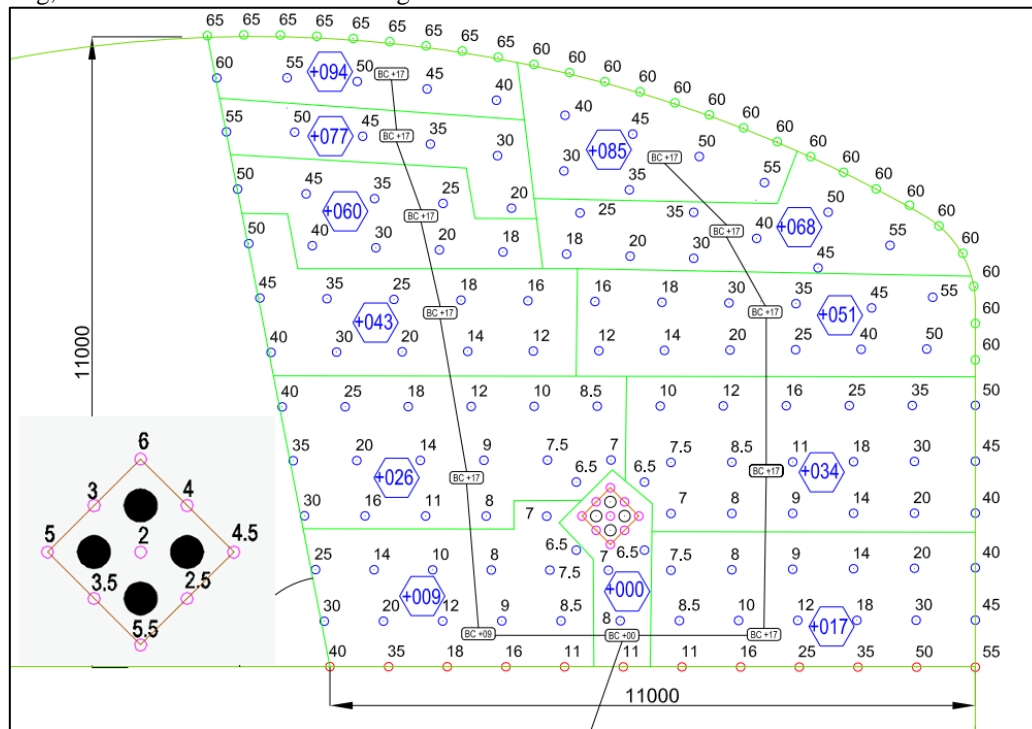 65 65 65 65 65 65 65 65 65 60 60 60 60 60 60 60 60 60 60 60 60 60
60 55 50 +094 BC +17 45 40
40 45 50 55 +085 BC +17
55 50 +077 45 BC +17 35 30
30 35
50 45 +060 35 25 20 BC +17
25 35 40 +068 50 55 BC +17
50 40 30 20 18 18 20 30 45 60
45 35 25 18 16 16 18 30 35 45 55 60
+043 BC +17 BC +17 +051
11000
40 30 20 14 12 12 14 20 25 40 50 60
40 25 18 12 10 8.5 10 12 16 25 35 50
35 20 14 9 7.5 7 7.5 8.5 11 18 30 45
+026 BC +17 6.5 6.5 BC +17 +034
30 16 11 8 7 7 8 9 14 20 40
6
3 4
5 2 4.5
3.5 2.5
5.5
25 14 10 7.5 6.5 7 6.5 7.5 8 9 14 20 40
+009 +000
30 20 12 9 8.5 8 8.5 10 12 18 30 45
BC +09 BC +00 BC +17 +017
40 35 18 16 11 11 11 16 25 35 50 55
11000